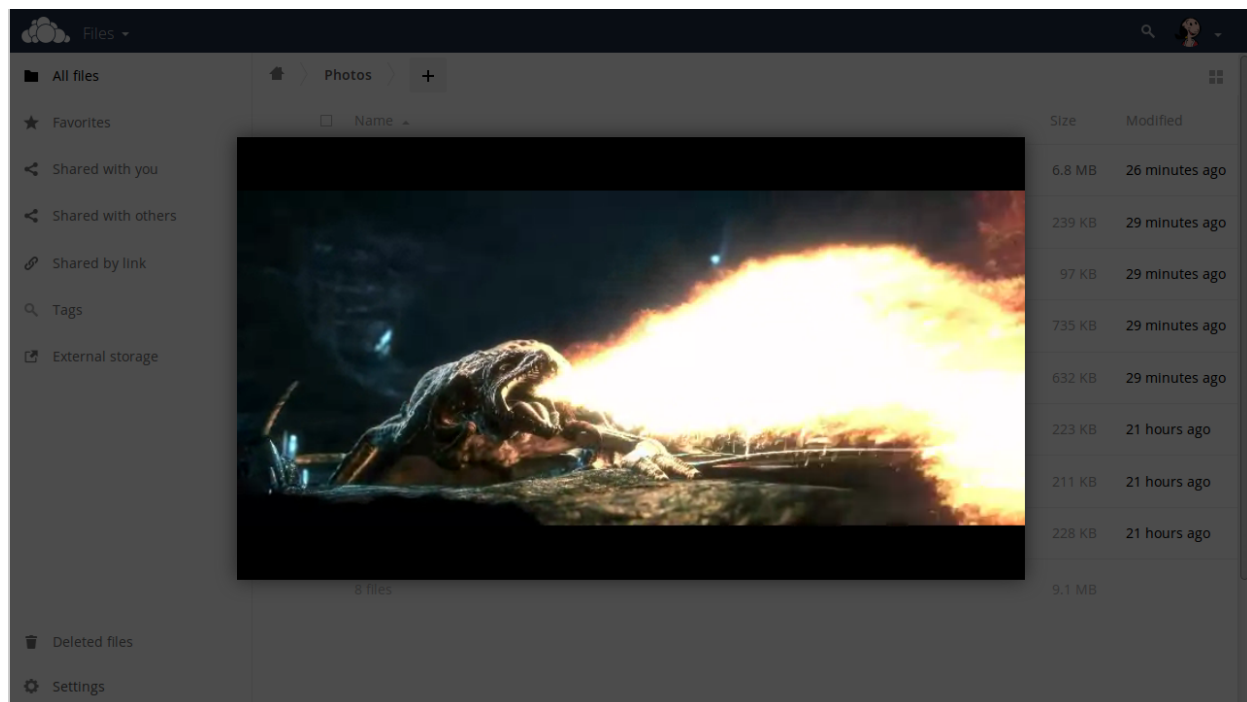 Files
All files
Favorites
Shared with you
Shared with others
Shared by link
Tags
External storage
Deleted files
Settings
Photos
+
Name Size Modified
6.8 MB 26 minutes ago
239 KB 29 minutes ago
97 KB 29 minutes ago
735 KB 29 minutes ago
632 KB 29 minutes ago
223 KB 21 hours ago
211 KB 21 hours ago
228 KB 21 hours ago
8 files 9.1 MB